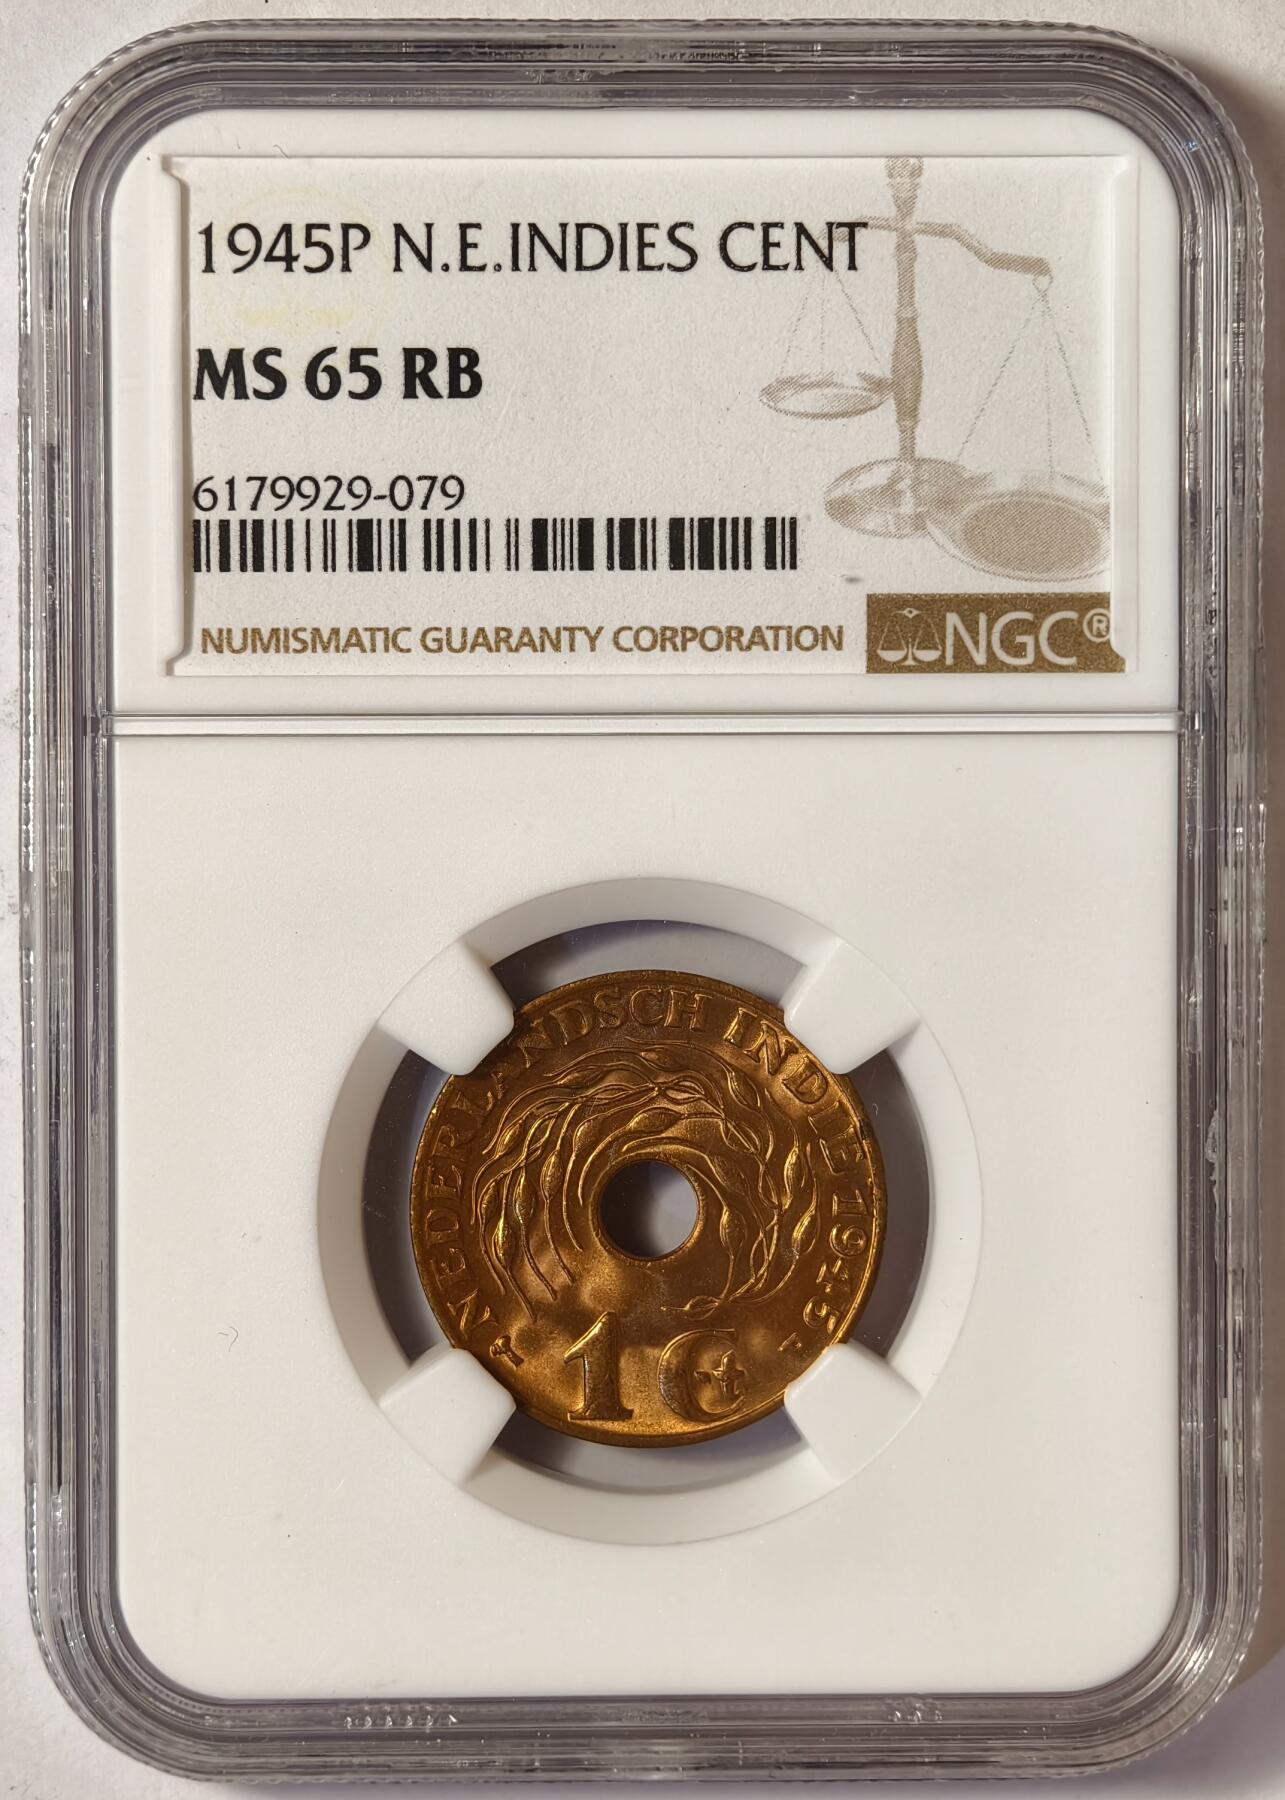 1945P N.E.INDIES CENT
MS 65 RB
6179929-079
NUMISMATIC GUARANTY CORPORATION
NGC®
NEDERLANDSCH INDIE 1945 P
1 C